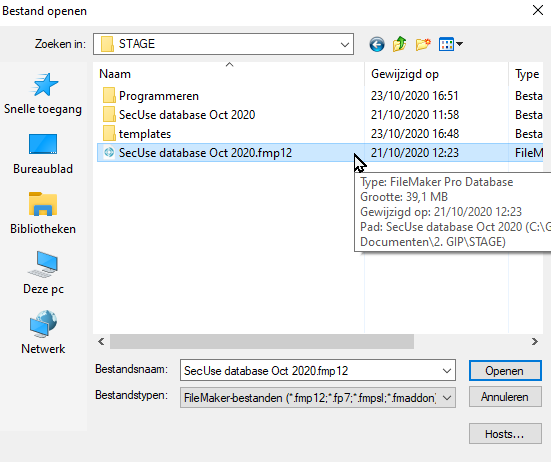 Bestand openen
Zoeken in: STAGE
Naam Gewijzigd op Type
Programmeren 23/10/2020 16:51 Besta
SecUse database Oct 2020 21/10/2020 11:58 Besta
templates 23/10/2020 16:48 Besta
SecUse database Oct 2020.fmp12 21/10/2020 12:23 FileM
Type: FileMaker Pro Database
Grootte: 39,1 MB
Gewijzigd op: 21/10/2020 12:23
Pad: SecUse database Oct 2020 (C:\G
Documenten\2. GIP\STAGE)
Snelle toegang
Bureaublad
Bibliotheken
Deze pc
Netwerk
Bestandsnaam: SecUse database Oct 2020.fmp12 Openen
Bestandstypen: FileMaker-bestanden (*.fmp12;*.fp7;*.fmpsl;*.fmaddon) Annuleren
Hosts...